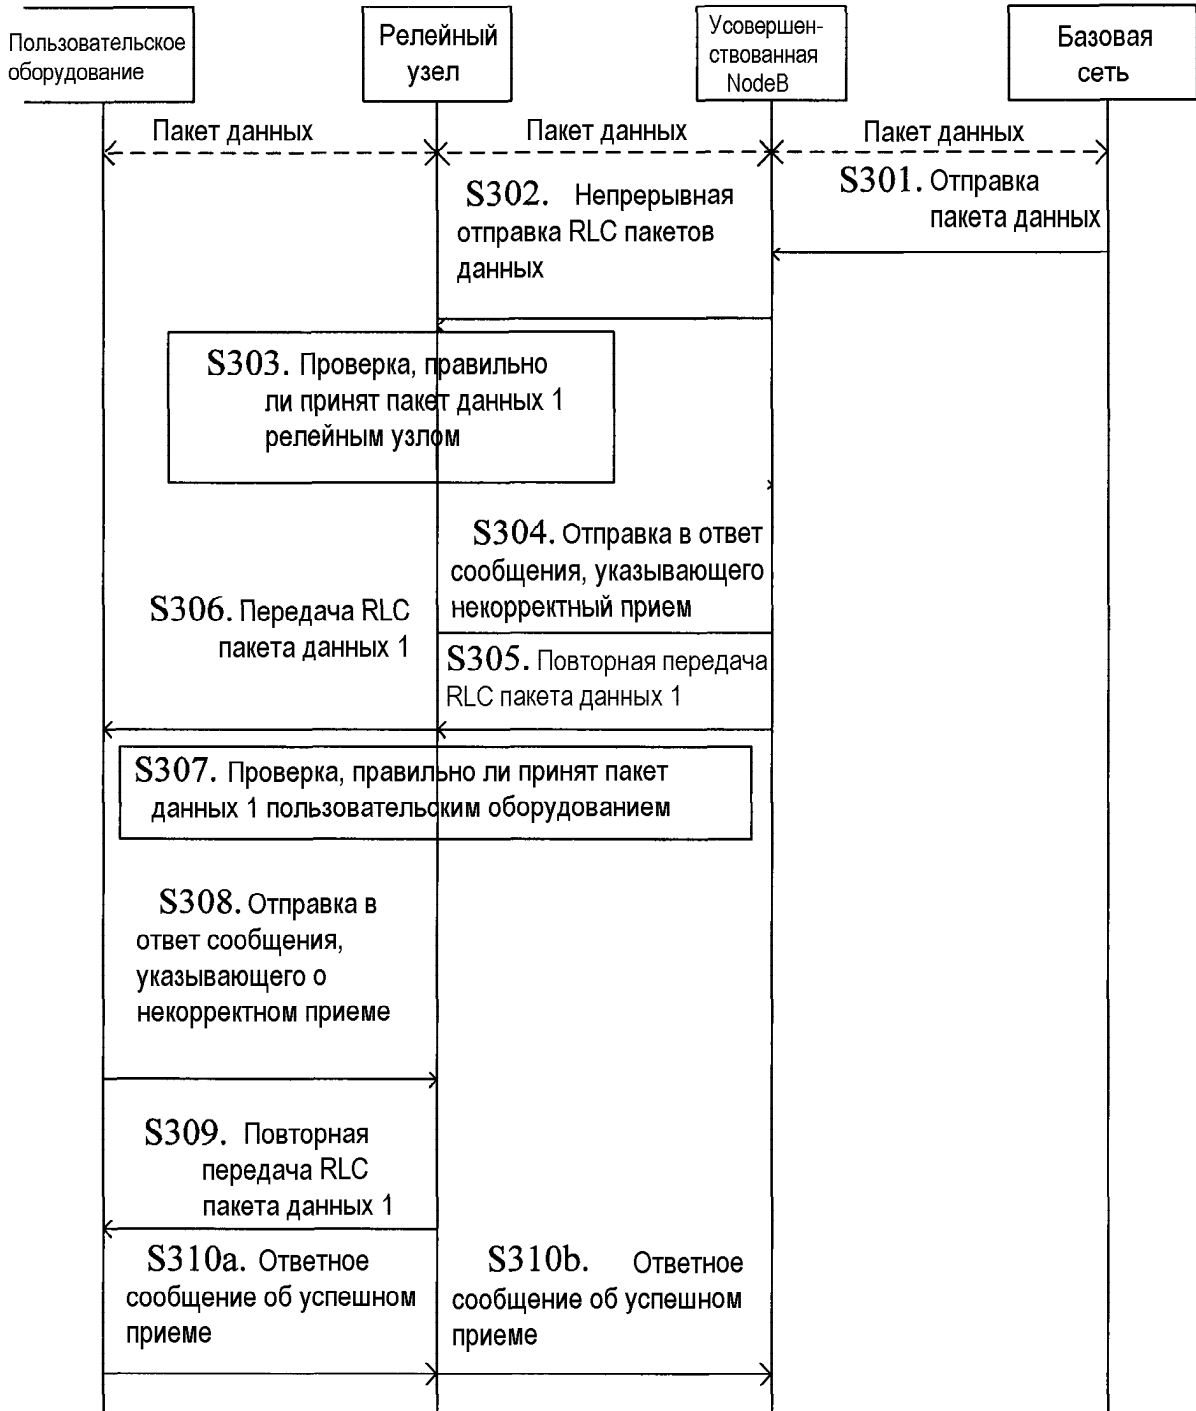 Пользовательское
оборудование
Релейный
узел
Усовершен-
ствованная
NodeB
Базовая
сеть
Пакет данных
Пакет данных
Пакет данных
S301. Отправка
пакета данных
S302. Непрерывная
отправка RLC пакетов
данных
S303. Проверка, правильно
ли принят пакет данных 1
релейным узлом
S304. Отправка в ответ
сообщения, указывающего
некорректный прием
S306. Передача RLC
пакета данных 1
S305. Повторная передача
RLC пакета данных 1
S307. Проверка, правильно ли принят пакет
данных 1 пользовательским оборудованием
S308. Отправка в
ответ сообщения,
указывающего о
некорректном приеме
S309. Повторная
передача RLC
пакета данных 1
S310a. Ответное
сообщение об успешном
приеме
S310b. Ответное
сообщение об успешном
приеме